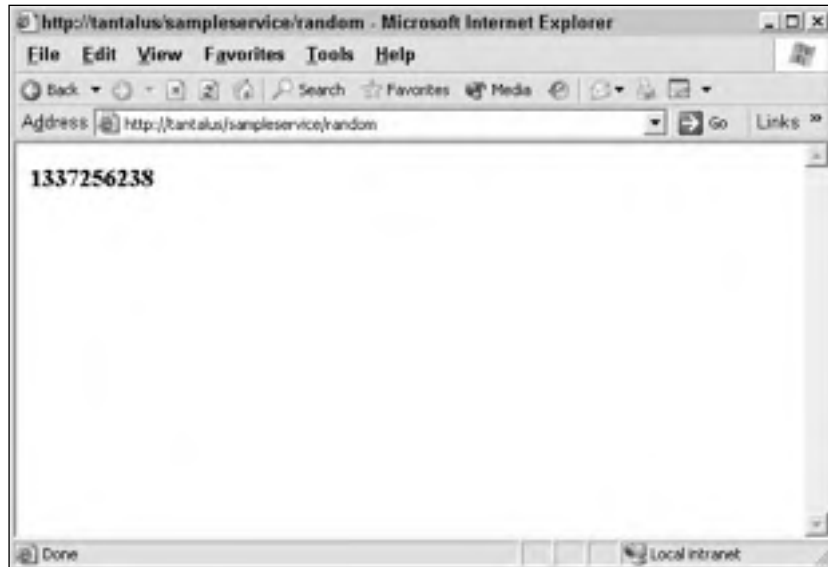 http://tantalus/sampleservice/random - Microsoft Internet Explorer
File Edit View Favorites Tools Help
Back Search Favorites Media
Address http://tantalus/sampleservice/random Go Links »
1337256238
Done Local intranet